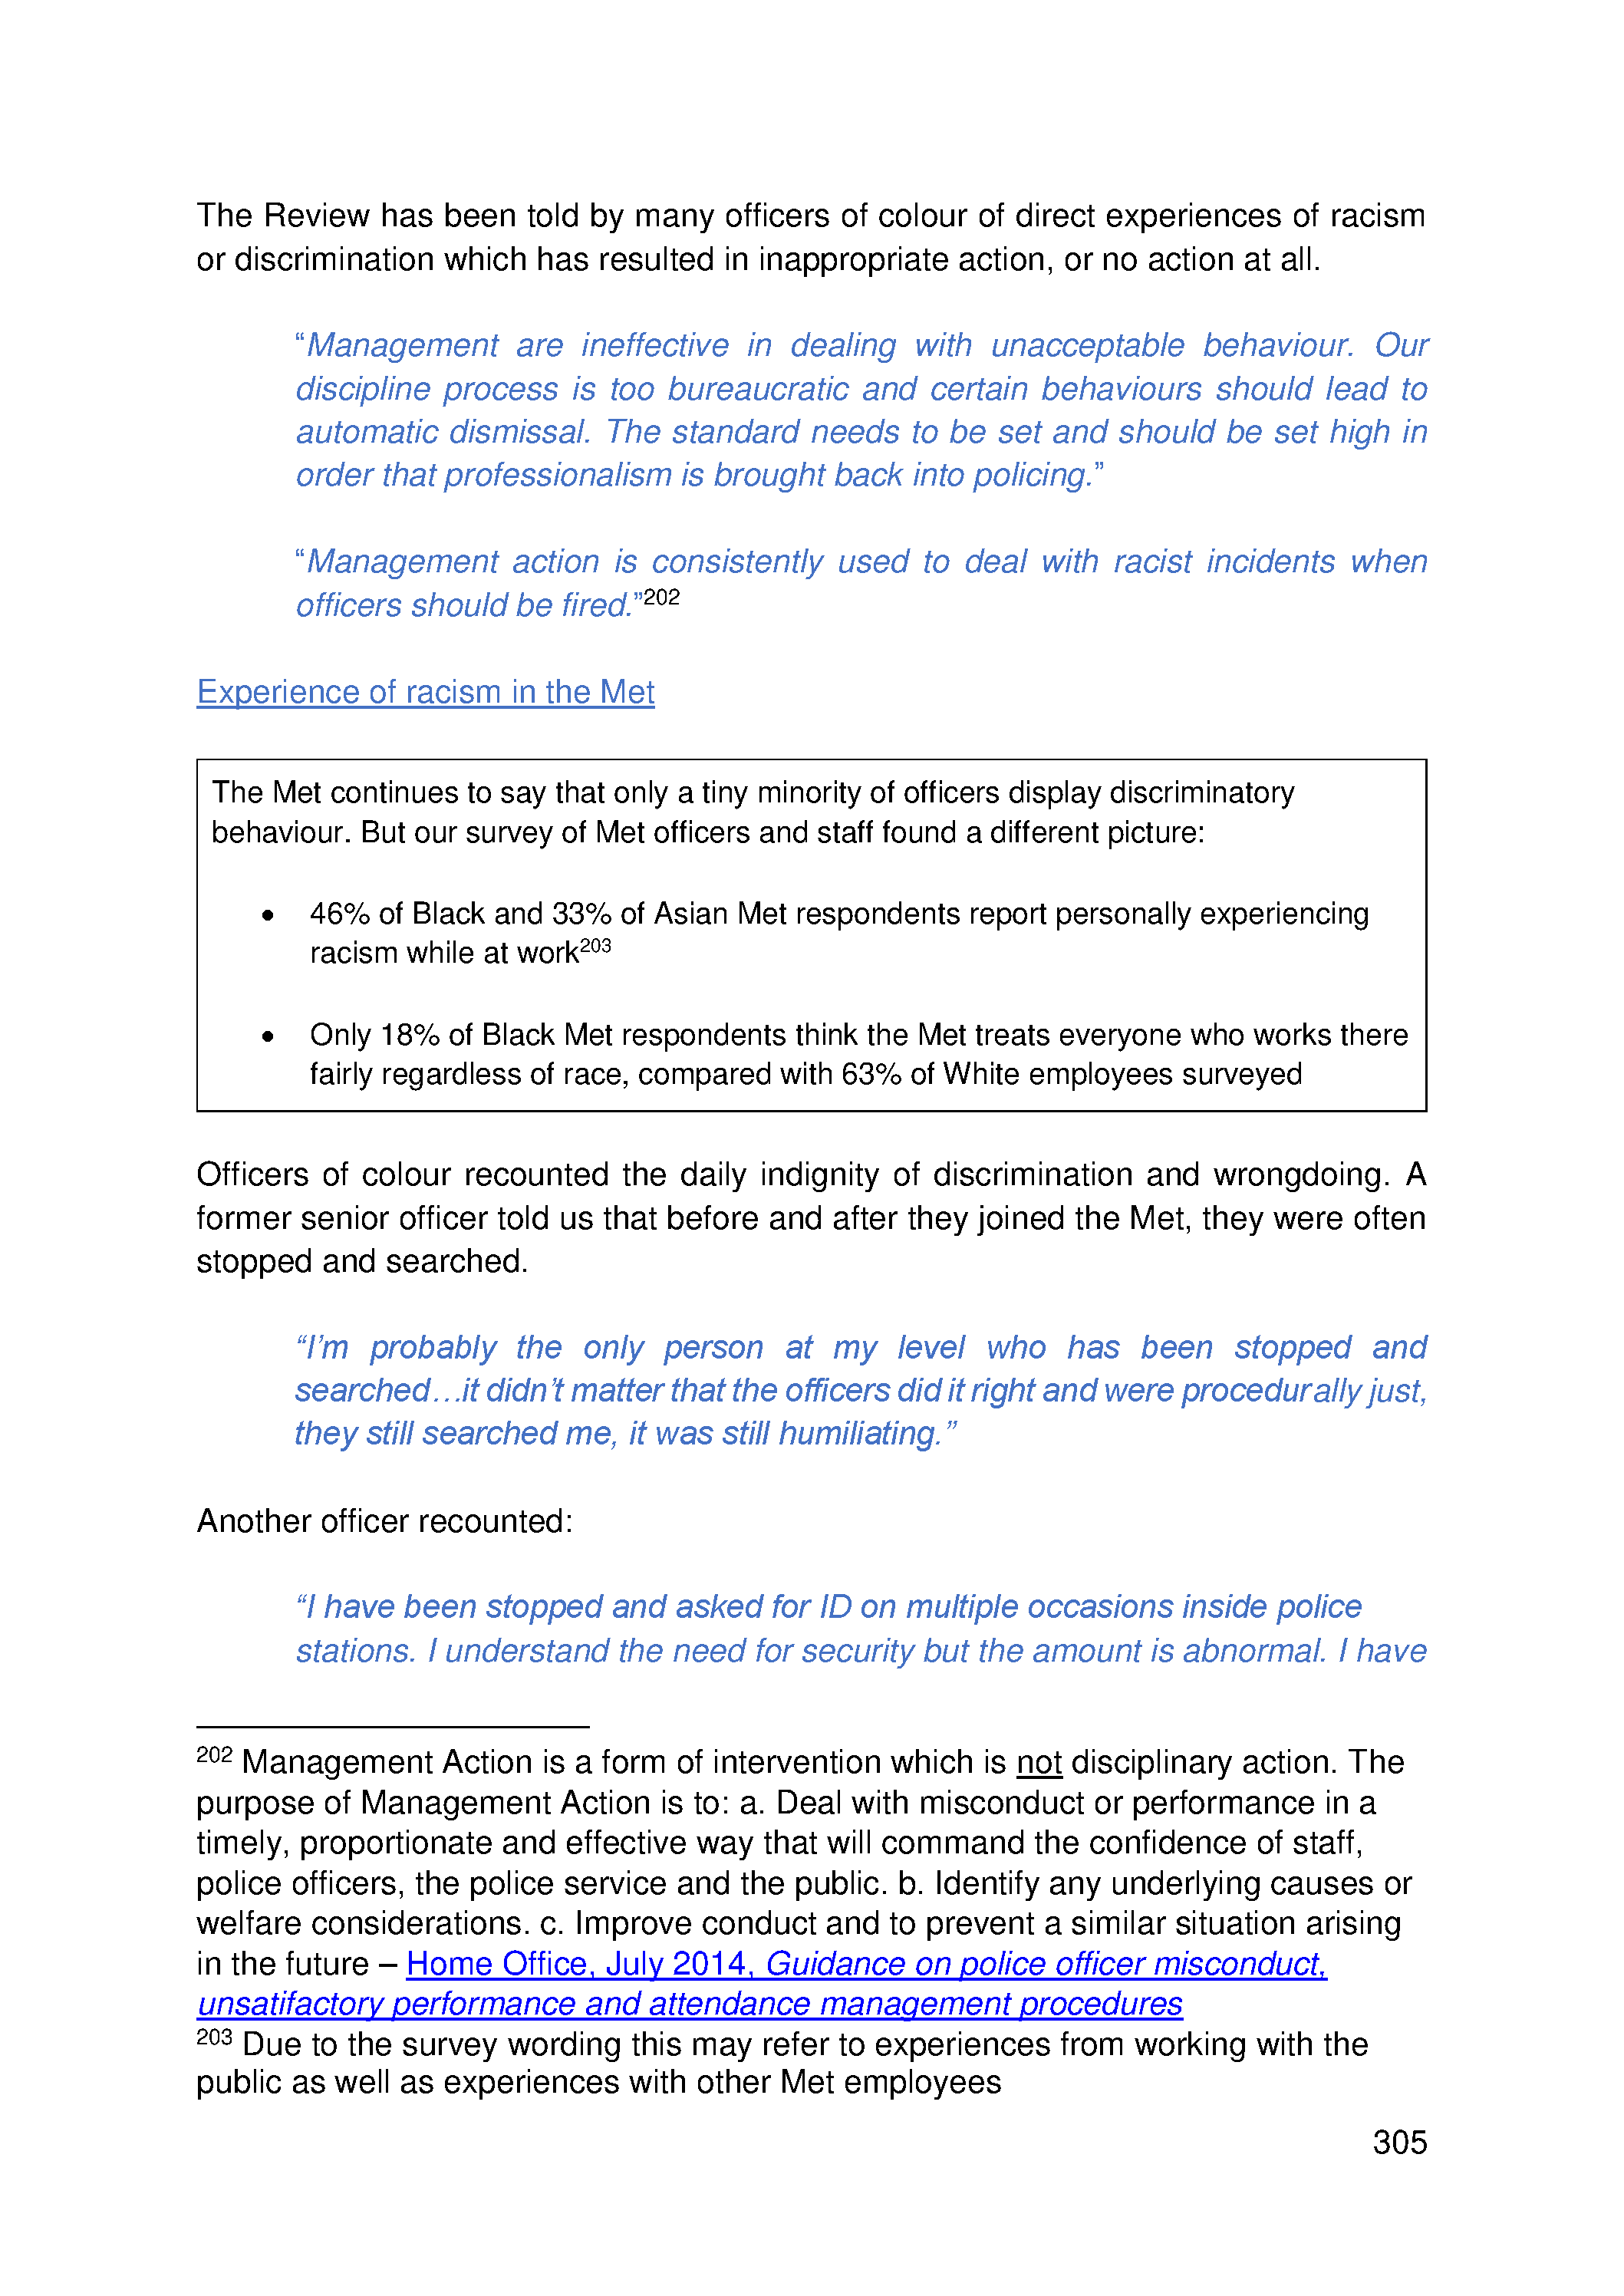 The Review has been told by many officers of colour of direct experiences of racism
or discrimination which has resulted in inappropriate action, or no action at all.
“Management are ineffective in dealing with unacceptable behaviour. Our
discipline process is too bureaucratic and certain behaviours should lead to
automatic dismissal. The standard needs to be set and should be set high in
order that professionalism is brought back into policing.”
“Management action is consistently used to deal with racist incidents when
officers should be fired.”202
Experience of racism in the Met
The Met continues to say that only a tiny minority of officers display discriminatory
behaviour. But our survey of Met officers and staff found a different picture:
• 46% of Black and 33% of Asian Met respondents report personally experiencing
racism while at work203
• Only 18% of Black Met respondents think the Met treats everyone who works there
fairly regardless of race, compared with 63% of White employees surveyed
Officers of colour recounted the daily indignity of discrimination and wrongdoing. A
former senior officer told us that before and after they joined the Met, they were often
stopped and searched.
“I’m probably the only person at my level who has been stopped and
searched…it didn’t matter that the officers did it right and were procedurally just,
they still searched me, it was still humiliating.”
Another officer recounted:
“I have been stopped and asked for ID on multiple occasions inside police
stations. I understand the need for security but the amount is abnormal. I have
202 Management Action is a form of intervention which is not disciplinary action. The
purpose of Management Action is to: a. Deal with misconduct or performance in a
timely, proportionate and effective way that will command the confidence of staff,
police officers, the police service and the public. b. Identify any underlying causes or
welfare considerations. c. Improve conduct and to prevent a similar situation arising
in the future – Home Office, July 2014, Guidance on police officer misconduct,
unsatisfactory performance and attendance management procedures
203 Due to the survey wording this may refer to experiences from working with the
public as well as experiences with other Met employees
305